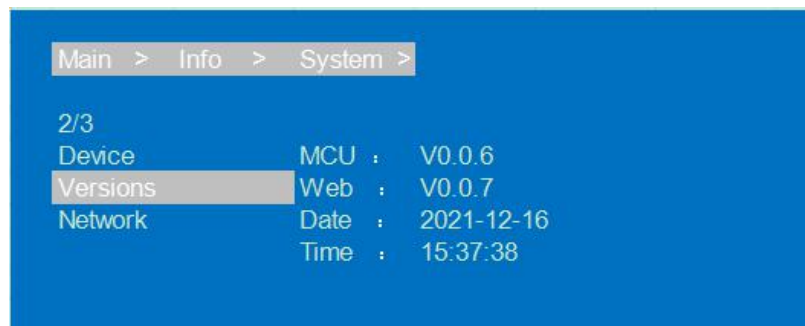 Main > Info > System >
2/3
Device MCU : V0.0.6
Versions Web : V0.0.7
Network Date : 2021-12-16
Time : 15:37:38